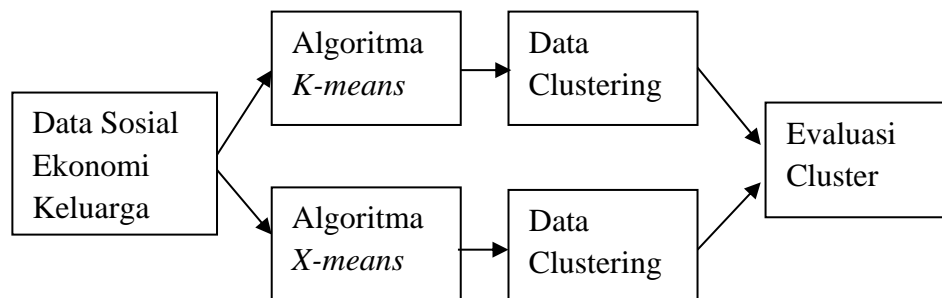 Data Sosial
Ekonomi
Keluarga
Algoritma
K-means
Data
Clustering
Algoritma
X-means
Data
Clustering
Evaluasi
Cluster